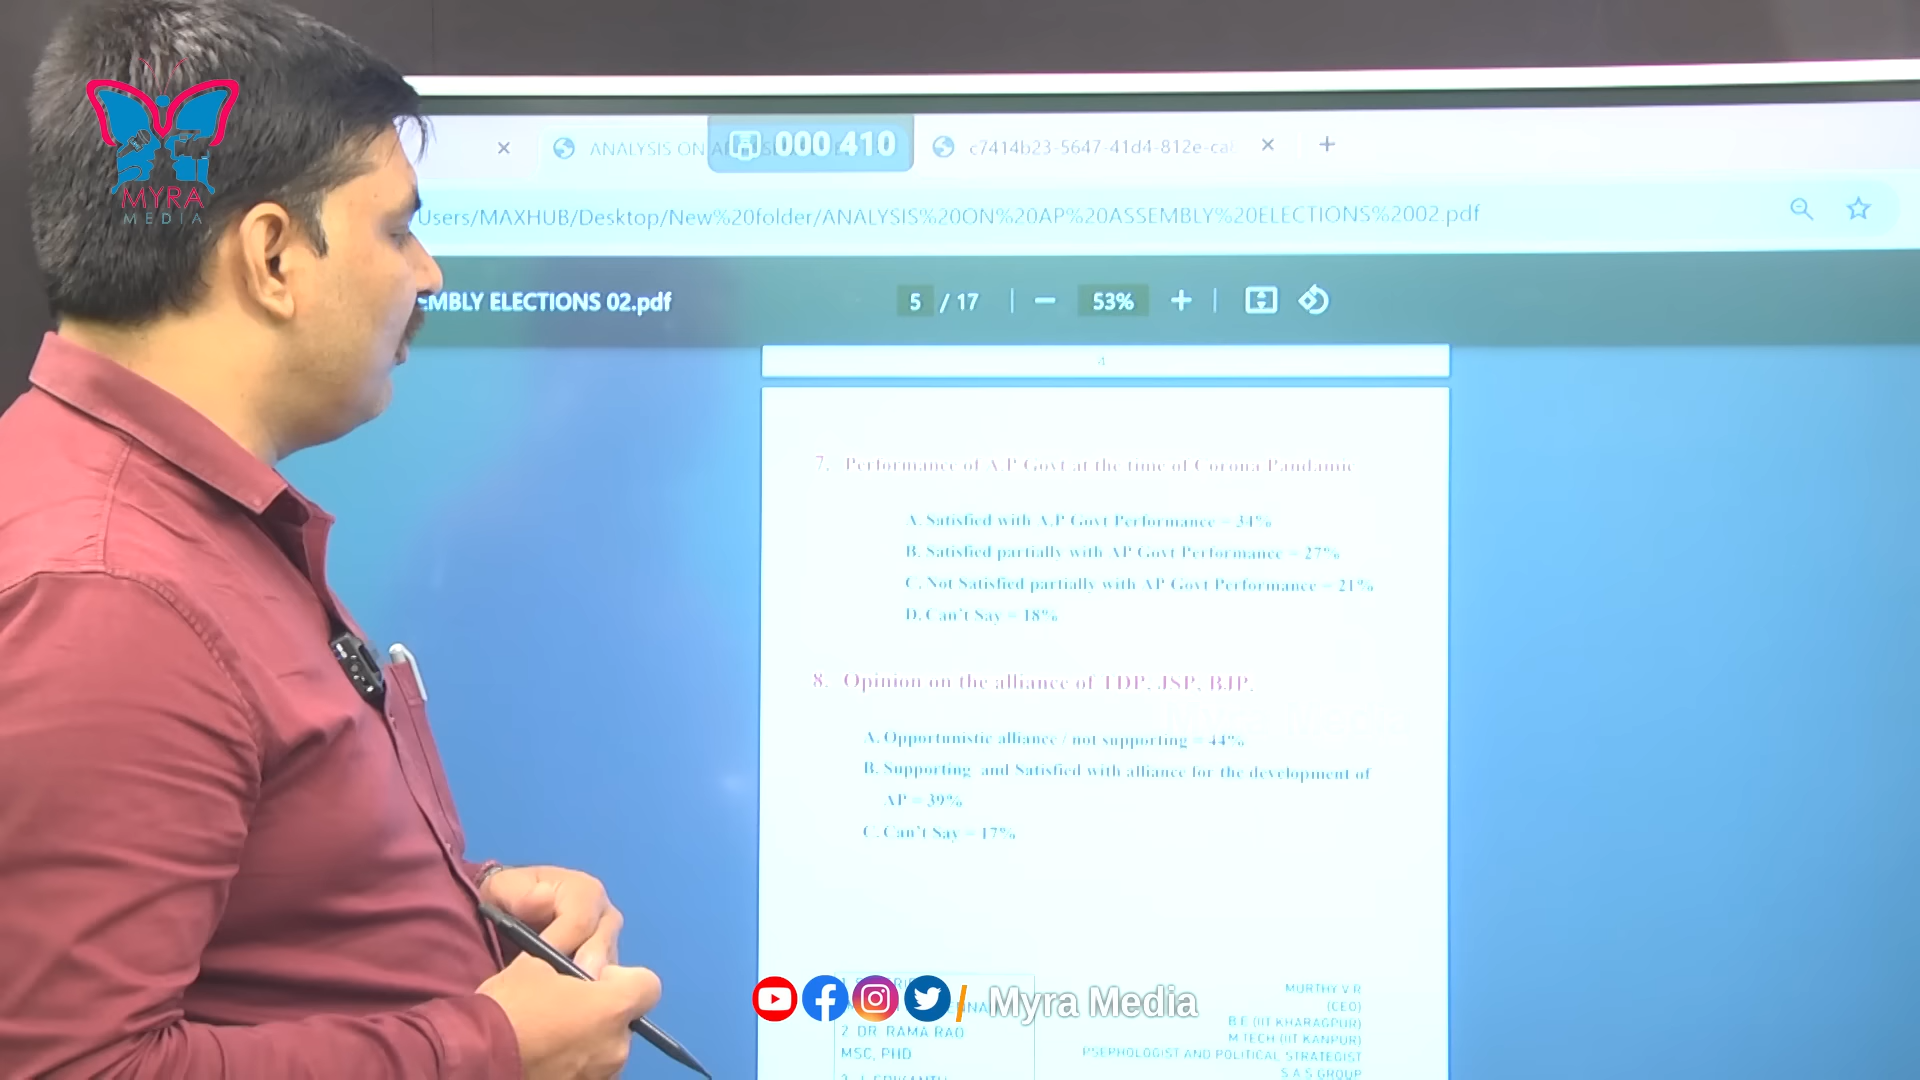 MYRA
MEDIA
ANALYSIS ON
000 410
c7414b23-5647-41d4-812e-ca
Users/MAXHUB/Desktop/New%20folder/ANALYSIS%20ON%20AP%20ASSEMBLY%20ELECTIONS%2002.pdf
EMBLY ELECTIONS 02.pdf
5 / 17
53%
4
7. Performance of A.P Govt at the time of Corona Pandamic
A. Satisfied with A.P Govt Performance = 34%
B. Satisfied partially with AP Govt Performance = 27%
C. Not Satisfied partially with AP Govt Performance = 21%
D. Can't Say = 18%
8. Opinion on the alliance of TDP, JSP, BJP.
A. Opportunistic alliance / not supporting = 44%
B. Supporting and Satisfied with alliance for the development of
AP = 39%
C. Can't Say = 17%
2. DR. RAMA RAO
MSC, PHD
MURTHY V R
(CEO)
B.E (IIT KHARAGPUR)
M.TECH (IIT KANPUR)
PSEPHOLOGIST AND POLITICAL STRATEGIST
S.A.S GROUP
/ Myra Media